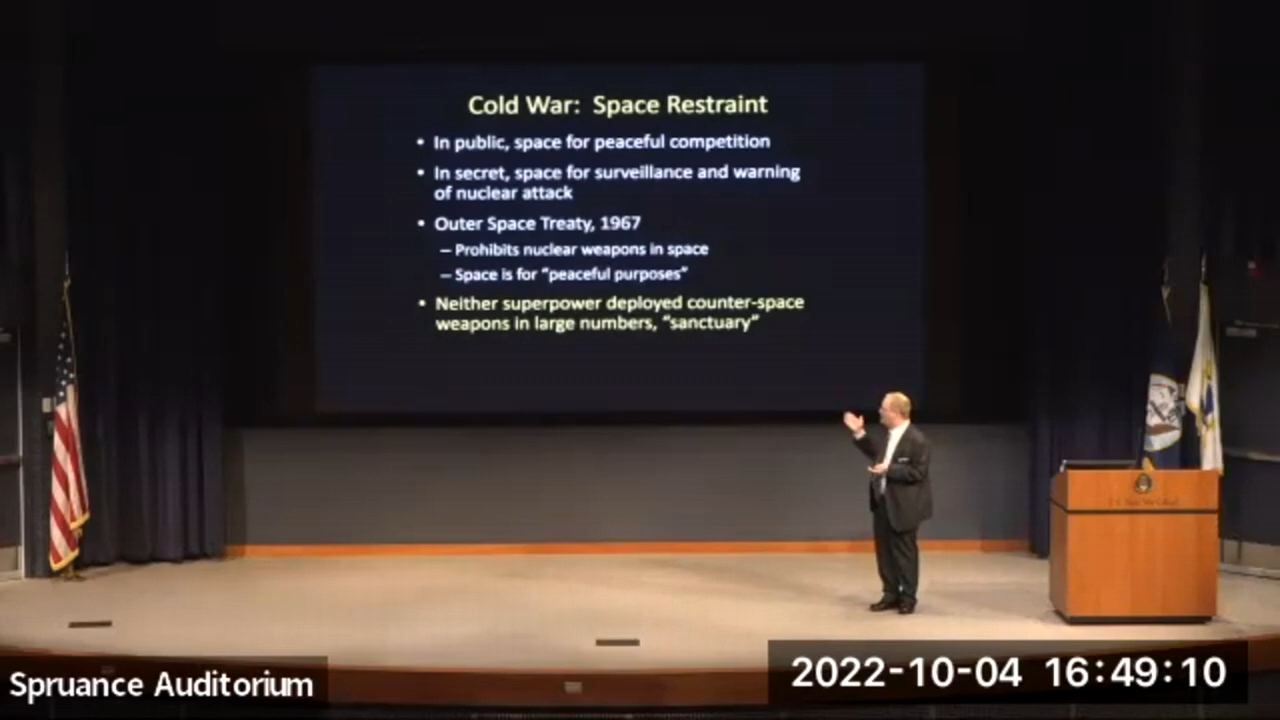 Cold War: Space Restraint
• In public, space for peaceful competition
• In secret, space for surveillance and warning
of nuclear attack
• Outer Space Treaty, 1967
– Prohibits nuclear weapons in space
– Space is for “peaceful purposes”
• Neither superpower deployed counter-space
weapons in large numbers, “sanctuary”
Spruance Auditorium
2022-10-04 16:49:10